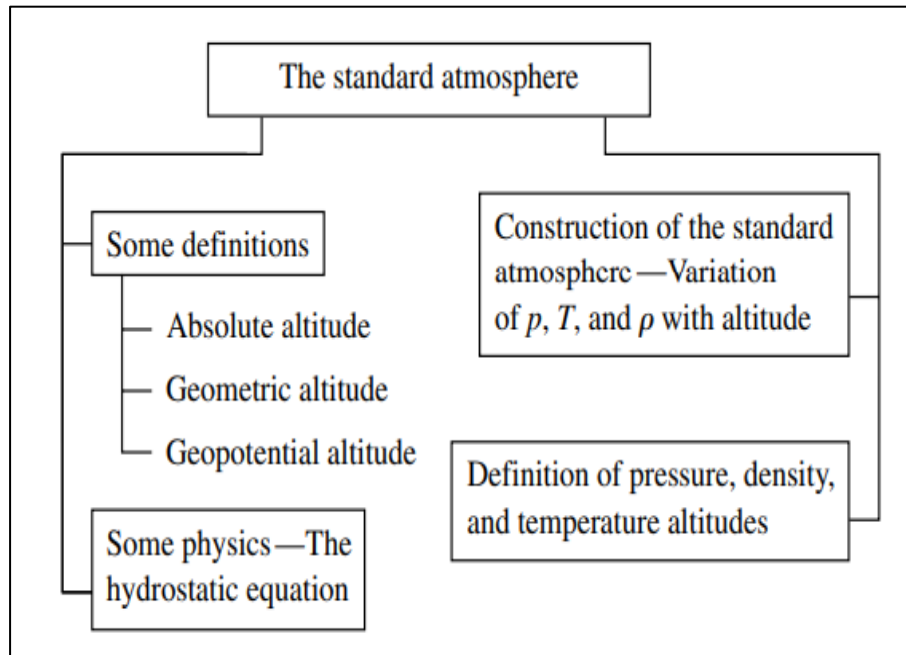 The standard atmosphere
Some definitions
Absolute altitude
Geometric altitude
Geopotential altitude
Some physics—The
hydrostatic equation
Construction of the standard
atmosphere—Variation
of p, T, and ρ with altitude
Definition of pressure, density,
and temperature altitudes